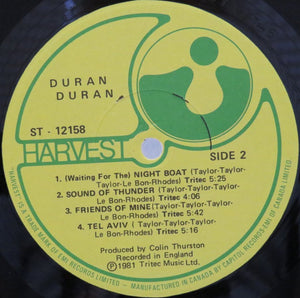 DURAN
DURAN
ST - 12158
HARVEST
SIDE 2
1. (Waiting For The) NIGHT BOAT (Taylor-Taylor-
Taylor-Le Bon-Rhodes) Tritec 5:25
2. SOUND OF THUNDER (Taylor-Taylor-Taylor-
Le Bon-Rhodes) Tritec 4:06
3. FRIENDS OF MINE(Taylor-Taylor-Taylor-
Le Bon-Rhodes) Tritec 5:42
4. TEL AVIV (Taylor-Taylor-Taylor-
Le Bon-Rhodes) Tritec 5:16
Produced by Colin Thurston
Recorded in England
Ⓟ1981 Tritec Music Ltd.
"HARVEST" IS A TRADE MARK OF EMI RECORDS LIMITED
MANUFACTURED IN CANADA BY CAPITOL RECORDS-EMI OF CANADA LIMITED